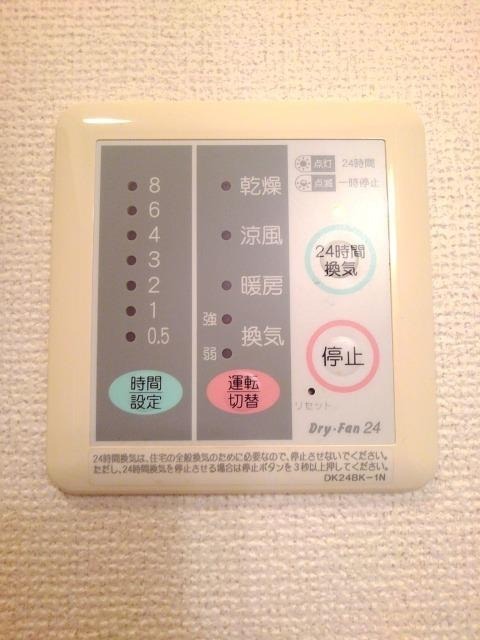 8
6
4
3
2
1
0.5
時間
設定
乾燥
涼風
暖房
強
換気
弱
運転
切替
点灯 24時間
点滅 一時停止
24時間
換気
停止
リセット
Dry-Fan 24
24時間換気は、住宅の全般換気のために必要なので、停止させないでください。
ただし、24時間換気を停止させる場合は停止ボタンを3秒以上押してください。
DK24BK-1N